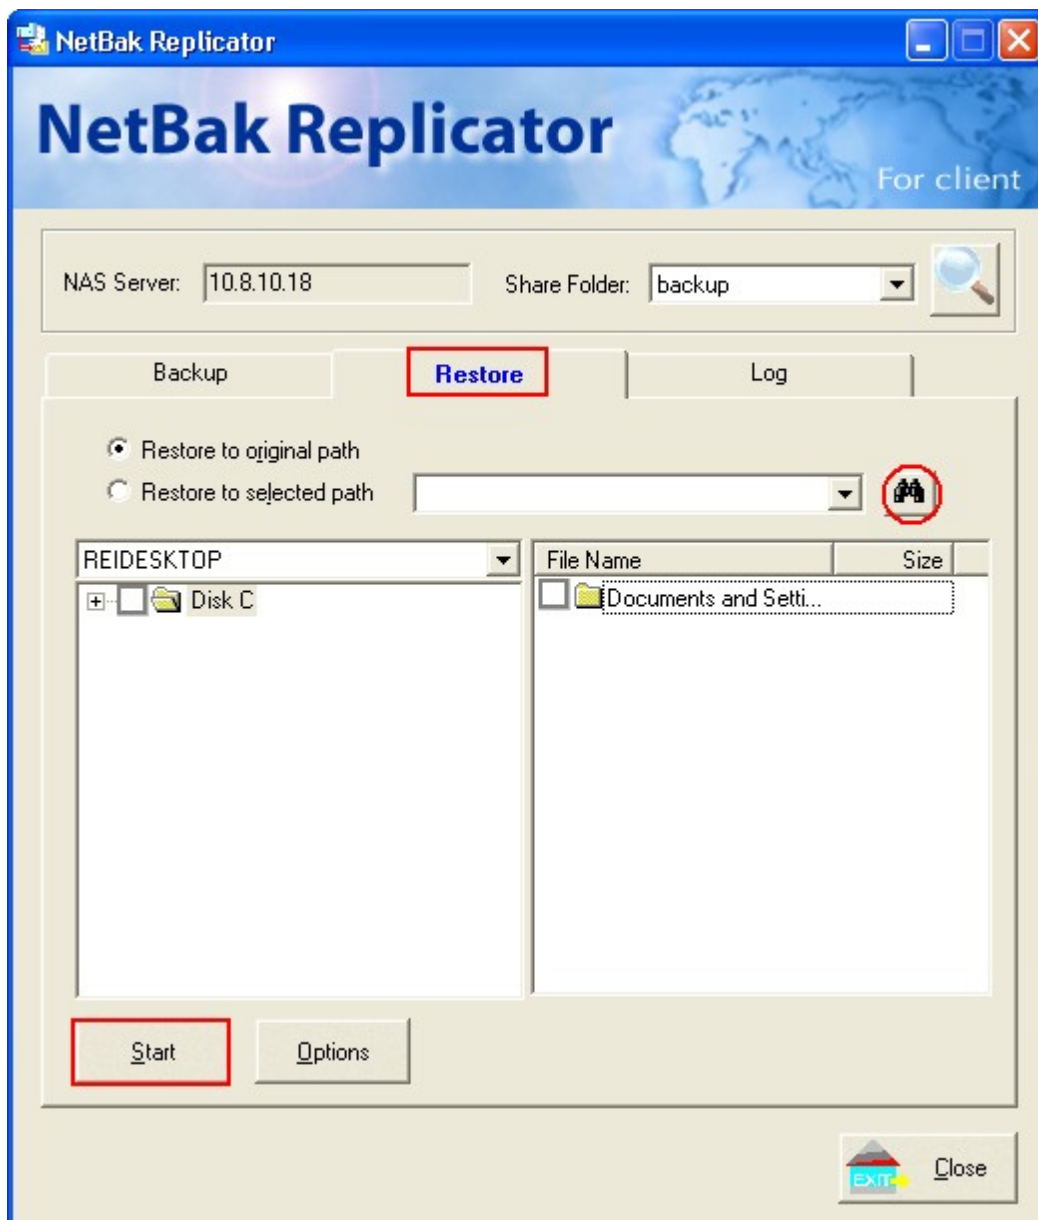 NetBak Replicator
NetBak Replicator
For client
NAS Server: 10.8.10.18 Share Folder: backup
Backup Restore Log
Restore to original path
Restore to selected path
REIDESKTOP File Name Size
Disk C Documents and Setti...
Start Options
EXIT Close